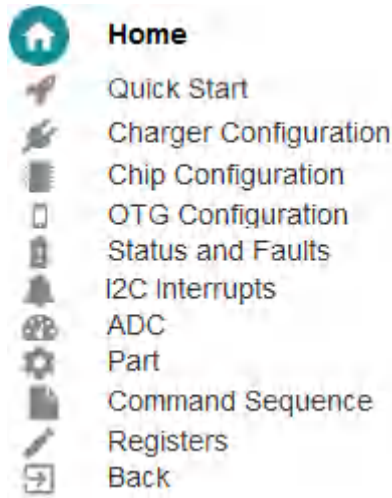 Home
Quick Start
Charger Configuration
Chip Configuration
OTG Configuration
Status and Faults
I2C Interrupts
ADC
Part
Command Sequence
Registers
Back